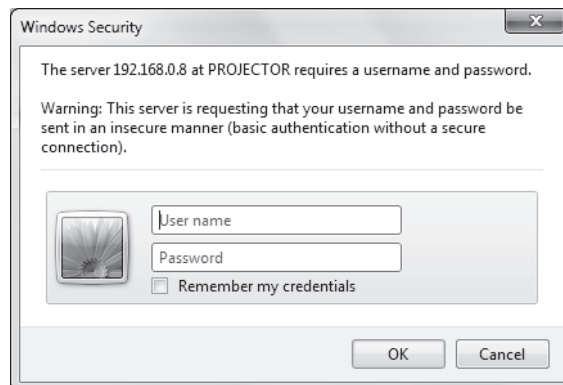 Windows Security
The server 192.168.0.8 at PROJECTOR requires a username and password.
Warning: This server is requesting that your username and password be
sent in an insecure manner (basic authentication without a secure
connection).
User name
Password
Remember my credentials
OK
Cancel